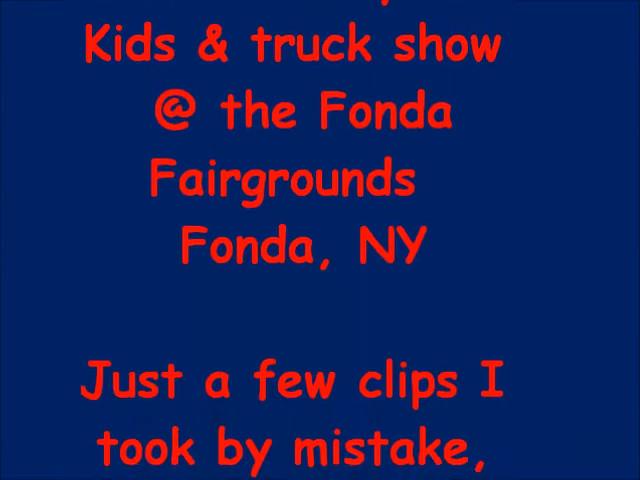 Kids & truck show
@ the Fonda
Fairgrounds
Fonda, NY
Just a few clips I
took by mistake,